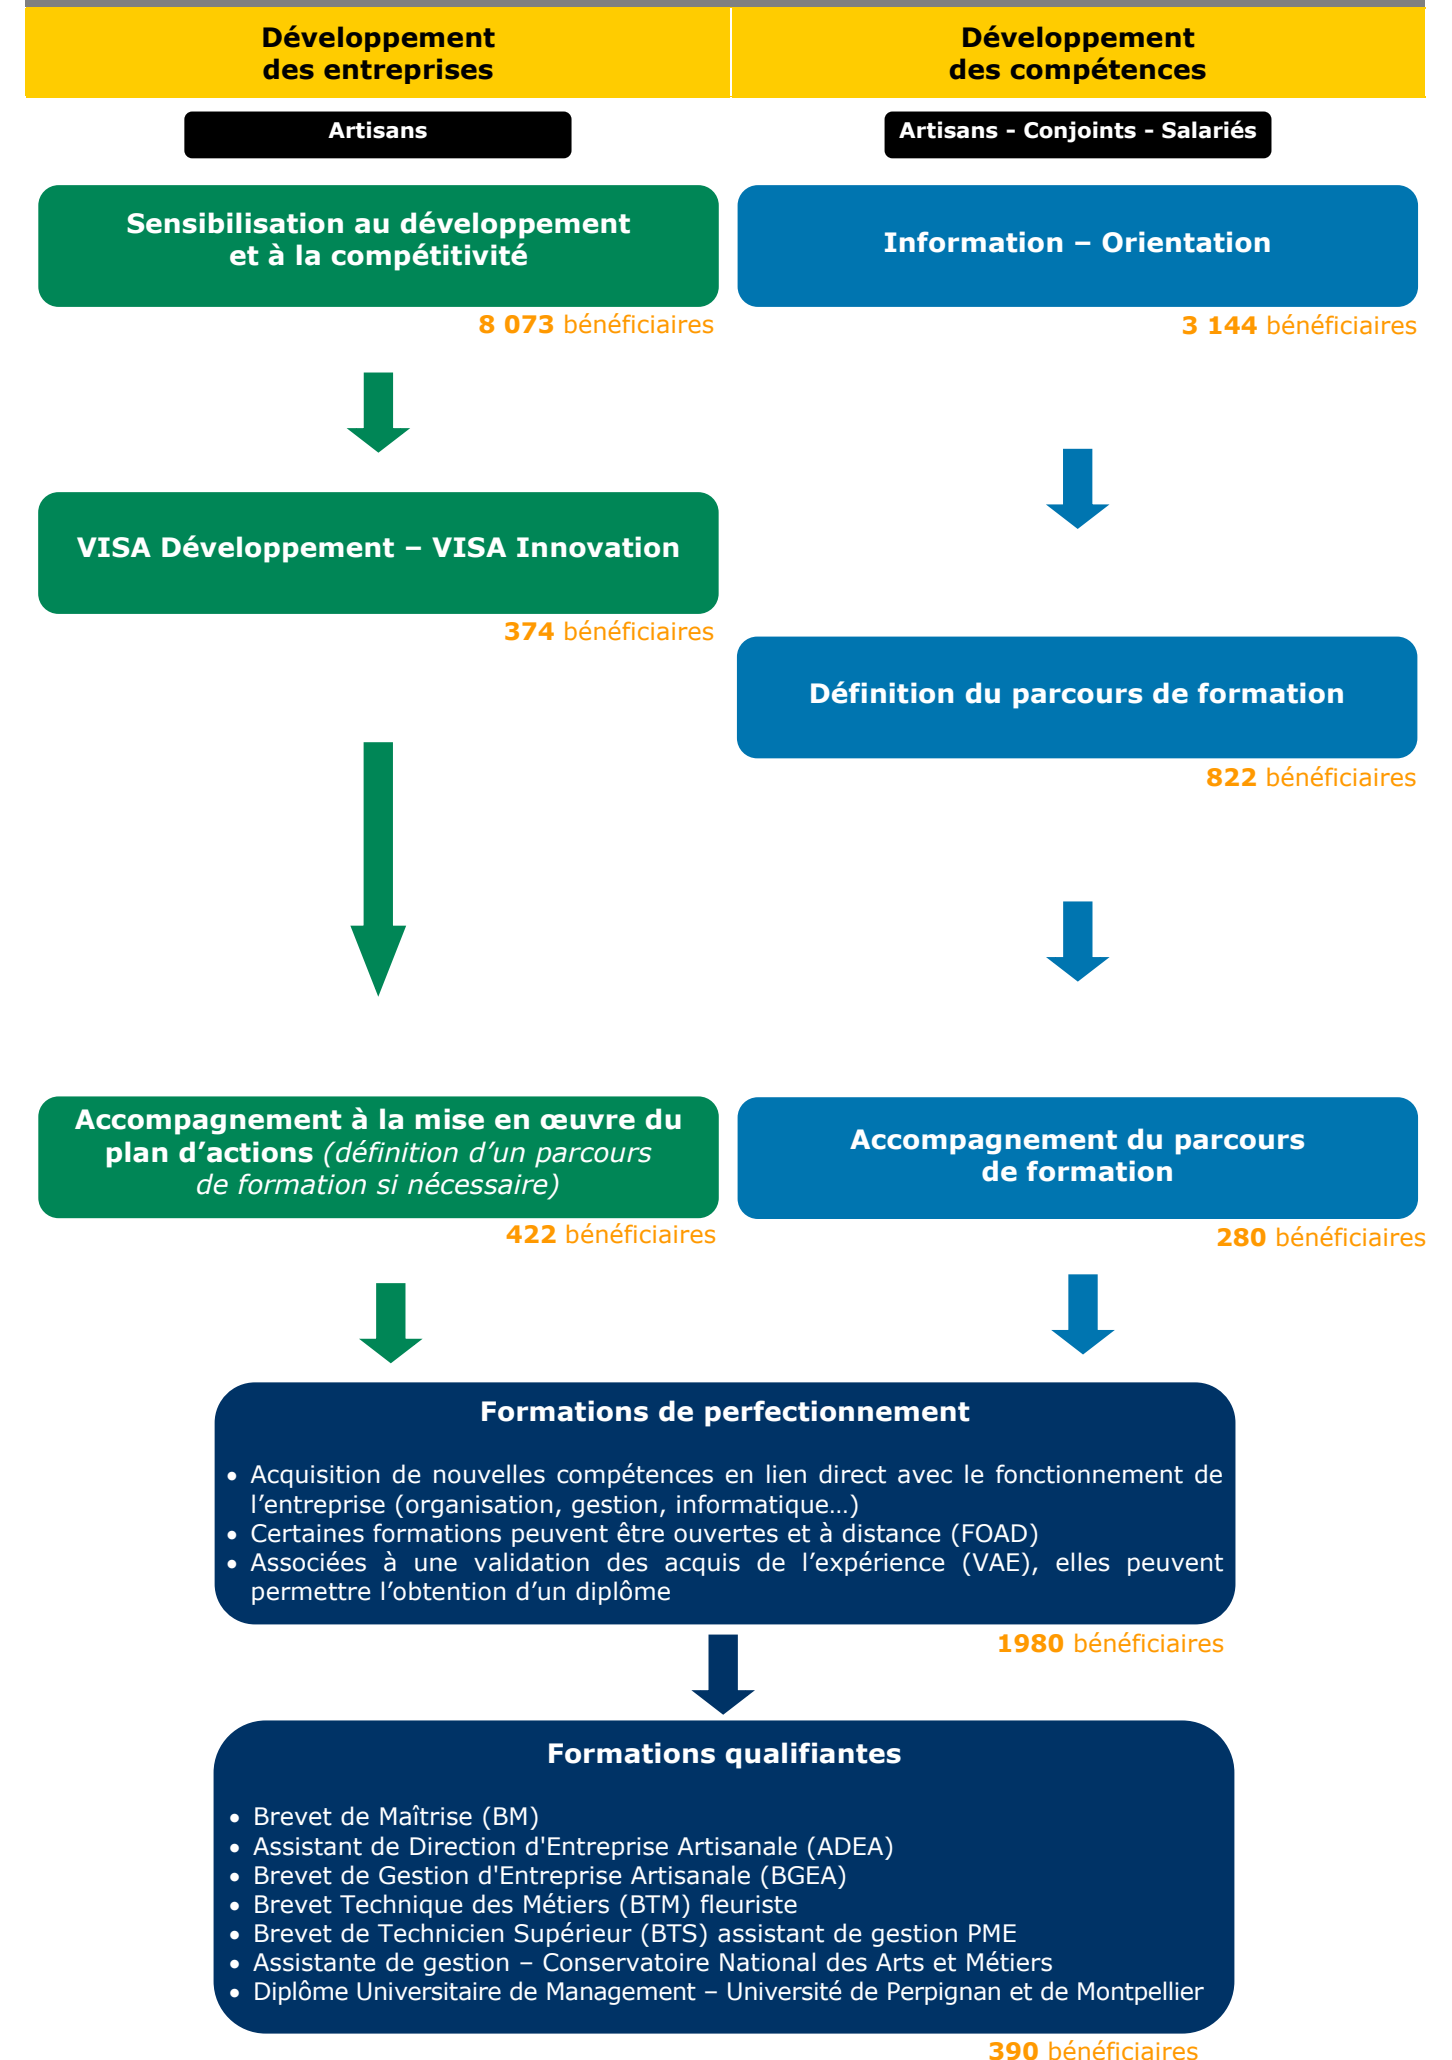 Développement
des entreprises
Développement
des compétences
Artisans
Artisans - Conjoints - Salariés
Sensibilisation au développement
et à la compétitivité
Information – Orientation
8 073 bénéficiaires
3 144 bénéficiaires
VISA Développement – VISA Innovation
374 bénéficiaires
Définition du parcours de formation
822 bénéficiaires
Accompagnement à la mise en œuvre du
plan d’actions (définition d’un parcours
de formation si nécessaire)
Accompagnement du parcours
de formation
422 bénéficiaires
280 bénéficiaires
Formations de perfectionnement
• Acquisition de nouvelles compétences en lien direct avec le fonctionnement de
l’entreprise (organisation, gestion, informatique…)
• Certaines formations peuvent être ouvertes et à distance (FOAD)
• Associées à une validation des acquis de l’expérience (VAE), elles peuvent
permettre l’obtention d’un diplôme
1980 bénéficiaires
Formations qualifiantes
• Brevet de Maîtrise (BM)
• Assistant de Direction d'Entreprise Artisanale (ADEA)
• Brevet de Gestion d'Entreprise Artisanale (BGEA)
• Brevet Technique des Métiers (BTM) fleuriste
• Brevet de Technicien Supérieur (BTS) assistant de gestion PME
• Assistante de gestion – Conservatoire National des Arts et Métiers
• Diplôme Universitaire de Management – Université de Perpignan et de Montpellier
390 bénéficiaires